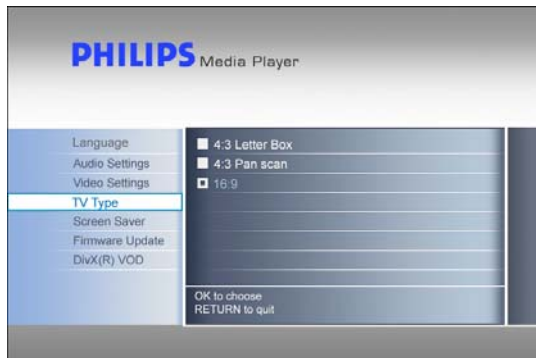 PHILIPS Media Player
Language
Audio Settings
Video Settings
TV Type
Screen Saver
Firmware Update
DivX(R) VOD
4:3 Letter Box
4:3 Pan scan
16:9
OK to choose
RETURN to quit